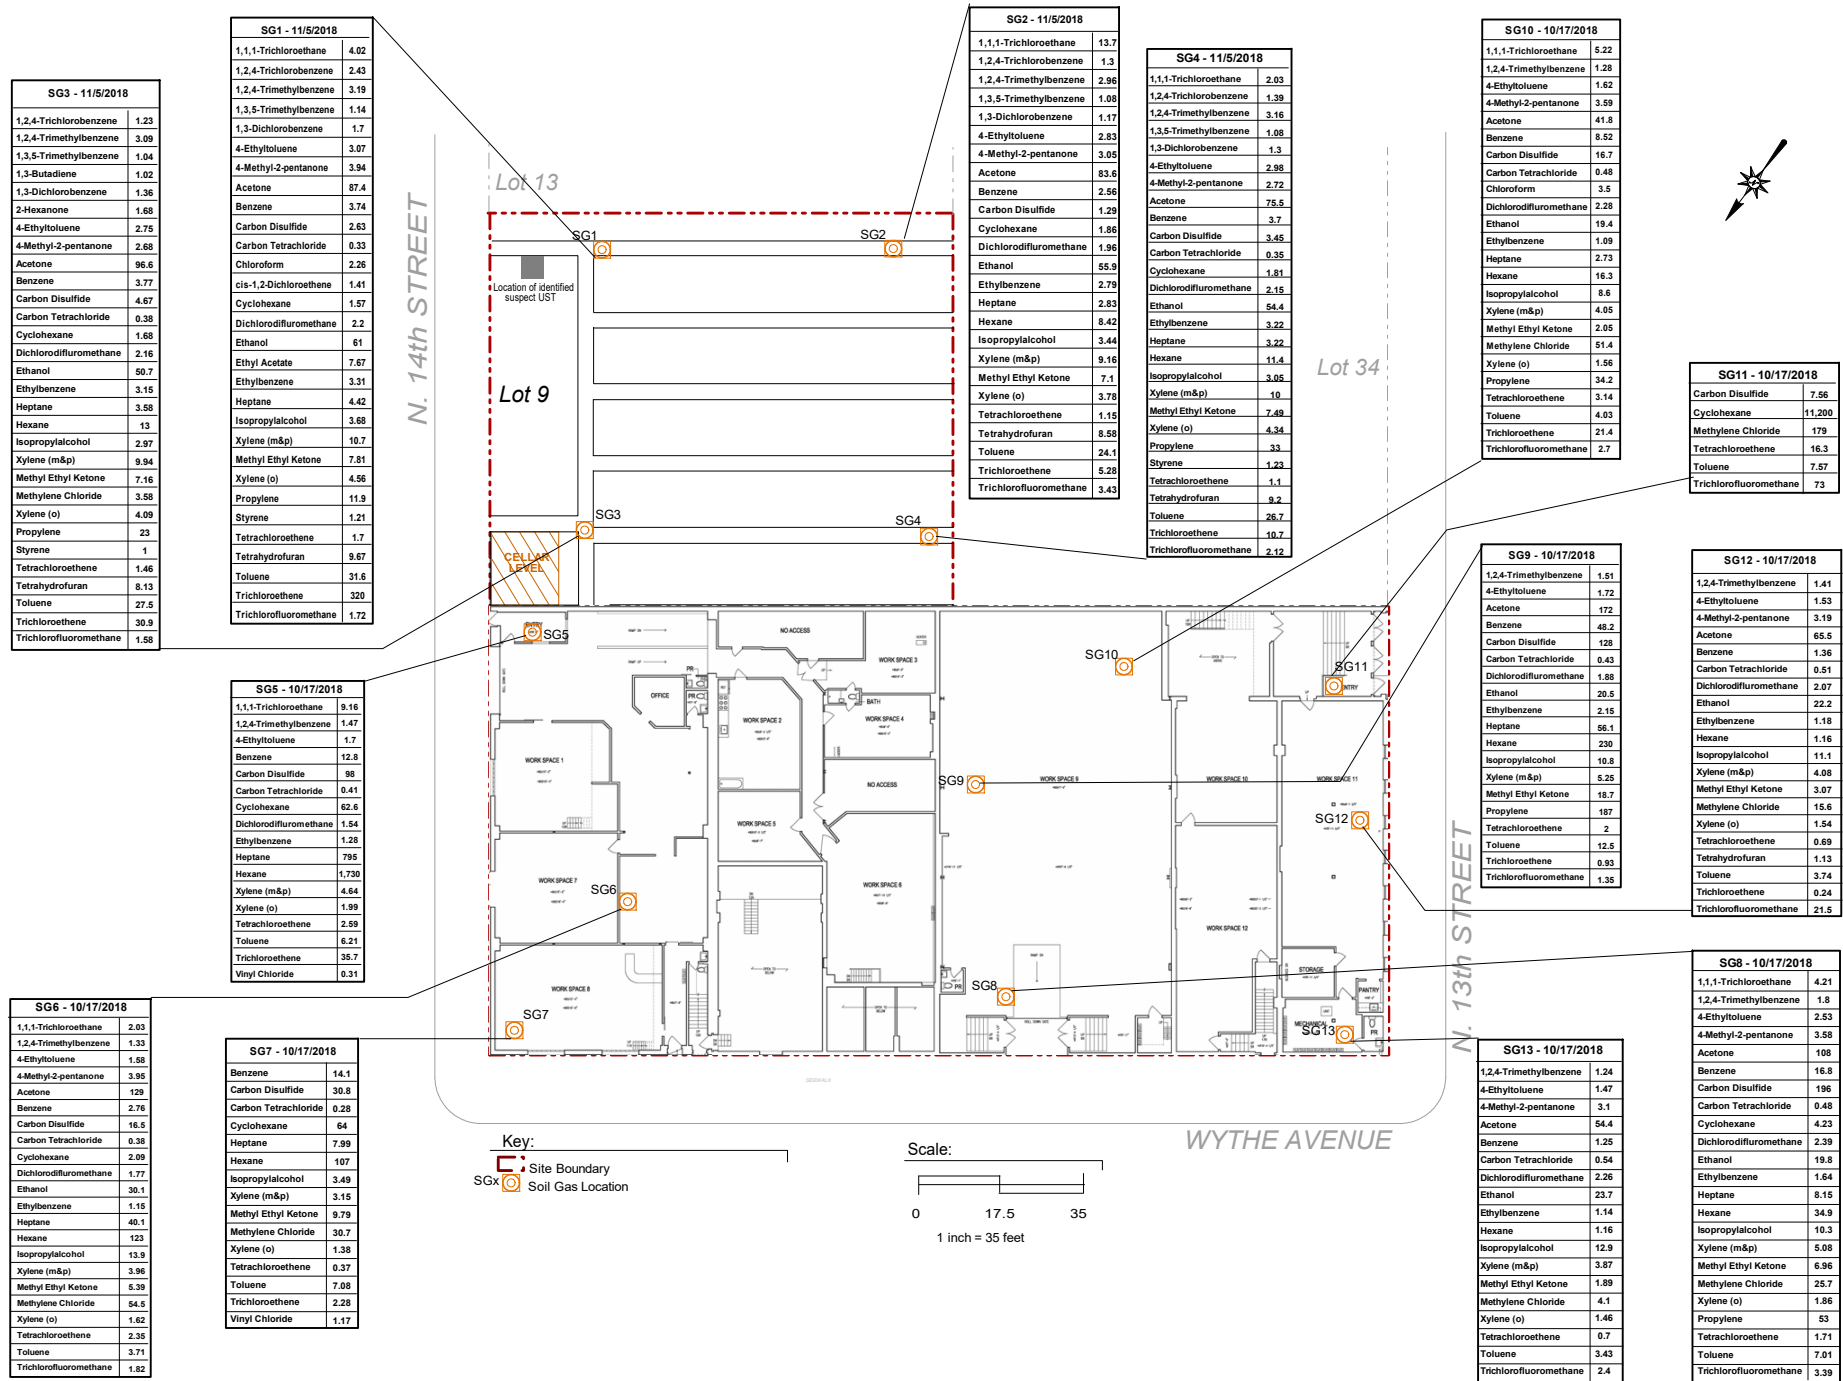 SG3 - 11/5/2018
1,2,4-Trichlorobenzene 1.23
1,2,4-Trimethylbenzene 3.09
1,3,5-Trimethylbenzene 1.04
1,3-Butadiene 1.02
1,3-Dichlorobenzene 1.36
2-Hexanone 1.68
4-Ethyltoluene 2.75
4-Methyl-2-pentanone 2.68
Acetone 96.6
Benzene 3.77
Carbon Disulfide 4.67
Carbon Tetrachloride 0.38
Cyclohexane 1.68
Dichlorodifluromethane 2.16
Ethanol 50.7
Ethylbenzene 3.15
Heptane 3.58
Hexane 13
Isopropylalcohol 2.97
Xylene (m&p) 9.94
Methyl Ethyl Ketone 7.16
Methylene Chloride 3.58
Xylene (o) 4.09
Propylene 23
Styrene 1
Tetrachloroethene 1.46
Tetrahydrofuran 8.13
Toluene 27.5
Trichloroethene 30.9
Trichlorofluoromethane 1.58
SG1 - 11/5/2018
1,1,1-Trichloroethane 4.02
1,2,4-Trichlorobenzene 2.43
1,2,4-Trimethylbenzene 3.19
1,3,5-Trimethylbenzene 1.14
1,3-Dichlorobenzene 1.7
4-Ethyltoluene 3.07
4-Methyl-2-pentanone 3.94
Acetone 87.4
Benzene 3.74
Carbon Disulfide 2.63
Carbon Tetrachloride 0.33
Chloroform 2.26
cis-1,2-Dichloroethene 1.41
Cyclohexane 1.57
Dichlorodifluromethane 2.2
Ethanol 61
Ethyl Acetate 7.67
Ethylbenzene 3.31
Heptane 4.42
Isopropylalcohol 3.68
Xylene (m&p) 10.7
Methyl Ethyl Ketone 7.81
Xylene (o) 4.56
Propylene 11.9
Styrene 1.21
Tetrachloroethene 1.7
Tetrahydrofuran 9.67
Toluene 31.6
Trichloroethene 320
Trichlorofluoromethane 1.72
SG2 - 11/5/2018
1,1,1-Trichloroethane 13.7
1,2,4-Trichlorobenzene 1.3
1,2,4-Trimethylbenzene 2.96
1,3,5-Trimethylbenzene 1.08
1,3-Dichlorobenzene 1.17
4-Ethyltoluene 2.83
4-Methyl-2-pentanone 3.05
Acetone 83.6
Benzene 2.56
Carbon Disulfide 1.29
Cyclohexane 1.86
Dichlorodifluromethane 1.96
Ethanol 55.9
Ethylbenzene 2.79
Heptane 2.83
Hexane 8.42
Isopropylalcohol 3.44
Xylene (m&p) 9.16
Methyl Ethyl Ketone 7.1
Xylene (o) 3.78
Tetrachloroethene 1.15
Tetrahydrofuran 8.58
Toluene 24.1
Trichloroethene 5.28
Trichlorofluoromethane 3.43
SG4 - 11/5/2018
1,1,1-Trichloroethane 2.03
1,2,4-Trichlorobenzene 1.39
1,2,4-Trimethylbenzene 3.16
1,3,5-Trimethylbenzene 1.08
1,3-Dichlorobenzene 1.3
4-Ethyltoluene 2.98
4-Methyl-2-pentanone 2.72
Acetone 75.5
Benzene 3.7
Carbon Disulfide 3.45
Carbon Tetrachloride 0.35
Cyclohexane 1.81
Dichlorodifluromethane 2.15
Ethanol 54.4
Ethylbenzene 3.22
Heptane 3.22
Hexane 11.4
Isopropylalcohol 3.05
Xylene (m&p) 10
Methyl Ethyl Ketone 7.49
Xylene (o) 4.34
Propylene 33
Styrene 1.23
Tetrachloroethene 1.1
Tetrahydrofuran 9.2
Toluene 26.7
Trichloroethene 10.7
Trichlorofluoromethane 2.12
SG10 - 10/17/2018
1,1,1-Trichloroethane 5.22
1,2,4-Trimethylbenzene 1.28
4-Ethyltoluene 1.62
4-Methyl-2-pentanone 3.59
Acetone 41.8
Benzene 8.52
Carbon Disulfide 16.7
Carbon Tetrachloride 0.48
Chloroform 3.5
Dichlorodifluromethane 2.28
Ethanol 19.4
Ethylbenzene 1.09
Heptane 2.73
Hexane 16.3
Isopropylalcohol 8.6
Xylene (m&p) 4.05
Methyl Ethyl Ketone 2.05
Methylene Chloride 51.4
Xylene (o) 1.56
Propylene 34.2
Tetrachloroethene 3.14
Toluene 4.03
Trichloroethene 21.4
Trichlorofluoromethane 2.7
SG11 - 10/17/2018
Carbon Disulfide 7.56
Cyclohexane 11,200
Methylene Chloride 179
Tetrachloroethene 16.3
Toluene 7.57
Trichlorofluoromethane 73
SG9 - 10/17/2018
1,2,4-Trimethylbenzene 1.51
4-Ethyltoluene 1.72
Acetone 172
Benzene 48.2
Carbon Disulfide 128
Carbon Tetrachloride 0.43
Dichlorodifluromethane 1.88
Ethanol 20.5
Ethylbenzene 2.15
Heptane 56.1
Hexane 230
Isopropylalcohol 10.8
Xylene (m&p) 5.25
Methyl Ethyl Ketone 18.7
Propylene 187
Tetrachloroethene 2
Toluene 12.5
Trichloroethene 0.93
Trichlorofluoromethane 1.35
SG12 - 10/17/2018
1,2,4-Trimethylbenzene 1.41
4-Ethyltoluene 1.53
4-Methyl-2-pentanone 3.19
Acetone 65.5
Benzene 1.36
Carbon Tetrachloride 0.51
Dichlorodifluromethane 2.07
Ethanol 22.2
Ethylbenzene 1.18
Hexane 1.16
Isopropylalcohol 11.1
Xylene (m&p) 4.08
Methyl Ethyl Ketone 3.07
Methylene Chloride 15.6
Xylene (o) 1.54
Tetrachloroethene 0.69
Tetrahydrofuran 1.13
Toluene 3.74
Trichloroethene 0.24
Trichlorofluoromethane 21.5
SG5 - 10/17/2018
1,1,1-Trichloroethane 9.16
1,2,4-Trimethylbenzene 1.47
4-Ethyltoluene 1.7
Benzene 12.8
Carbon Disulfide 98
Carbon Tetrachloride 0.41
Cyclohexane 62.6
Dichlorodifluromethane 1.54
Ethylbenzene 1.28
Heptane 795
Hexane 1,730
Xylene (m&p) 4.64
Xylene (o) 1.99
Tetrachloroethene 2.59
Toluene 6.21
Trichloroethene 35.7
Vinyl Chloride 0.31
SG6 - 10/17/2018
1,1,1-Trichloroethane 2.03
1,2,4-Trimethylbenzene 1.33
4-Ethyltoluene 1.58
4-Methyl-2-pentanone 3.95
Acetone 129
Benzene 2.76
Carbon Disulfide 16.5
Carbon Tetrachloride 0.38
Cyclohexane 2.09
Dichlorodifluromethane 1.77
Ethanol 30.1
Ethylbenzene 1.15
Heptane 40.1
Hexane 123
Isopropylalcohol 13.9
Xylene (m&p) 3.96
Methyl Ethyl Ketone 5.39
Methylene Chloride 54.5
Xylene (o) 1.62
Tetrachloroethene 2.35
Toluene 3.71
Trichlorofluoromethane 1.82
SG7 - 10/17/2018
Benzene 14.1
Carbon Disulfide 30.8
Carbon Tetrachloride 0.28
Cyclohexane 64
Heptane 7.99
Hexane 107
Isopropylalcohol 3.49
Xylene (m&p) 3.15
Methyl Ethyl Ketone 9.79
Methylene Chloride 30.7
Xylene (o) 1.38
Tetrachloroethene 0.37
Toluene 7.08
Trichloroethene 2.28
Vinyl Chloride 1.17
SG13 - 10/17/2018
1,2,4-Trimethylbenzene 1.24
4-Ethyltoluene 1.47
4-Methyl-2-pentanone 3.1
Acetone 54.4
Benzene 1.25
Carbon Tetrachloride 0.54
Dichlorodifluromethane 2.26
Ethanol 23.7
Ethylbenzene 1.14
Hexane 1.16
Isopropylalcohol 12.9
Xylene (m&p) 3.87
Methyl Ethyl Ketone 1.89
Methylene Chloride 4.1
Xylene (o) 1.46
Tetrachloroethene 0.7
Toluene 3.43
Trichlorofluoromethane 2.4
SG8 - 10/17/2018
1,1,1-Trichloroethane 4.21
1,2,4-Trimethylbenzene 1.8
4-Ethyltoluene 2.53
4-Methyl-2-pentanone 3.58
Acetone 108
Benzene 16.8
Carbon Disulfide 196
Carbon Tetrachloride 0.48
Cyclohexane 4.23
Dichlorodifluromethane 2.39
Ethanol 19.8
Ethylbenzene 1.64
Heptane 8.15
Hexane 34.9
Isopropylalcohol 10.3
Xylene (m&p) 5.08
Methyl Ethyl Ketone 6.96
Methylene Chloride 25.7
Xylene (o) 1.86
Propylene 53
Tetrachloroethene 1.71
Toluene 7.01
Trichlorofluoromethane 3.39
N. 14th STREET
Lot 13
SG1
SG2
Location of identified
suspect UST
Lot 9
Lot 34
SG3
SG4
CELLAR
LEVEL
ENTRY
SG5
NO ACCESS
WORK SPACE 3
SG10
SG11
ENTRY
OFFICE
PR
PR
BATH
WORK SPACE 2
WORK SPACE 4
WORK SPACE 1
NO ACCESS
SG9
WORK SPACE 9
WORK SPACE 10
WORK SPACE 11
WORK SPACE 5
SG12
WORK SPACE 7
SG6
WORK SPACE 6
WORK SPACE 12
N. 13th STREET
STORAGE
PANTRY
WORK SPACE 8
SG7
SG8
PR
MECHANICAL
SG13
PR
SIDEWALK
WYTHE AVENUE
Key:
Site Boundary
SGx Soil Gas Location
Scale:
0 17.5 35
1 inch = 35 feet